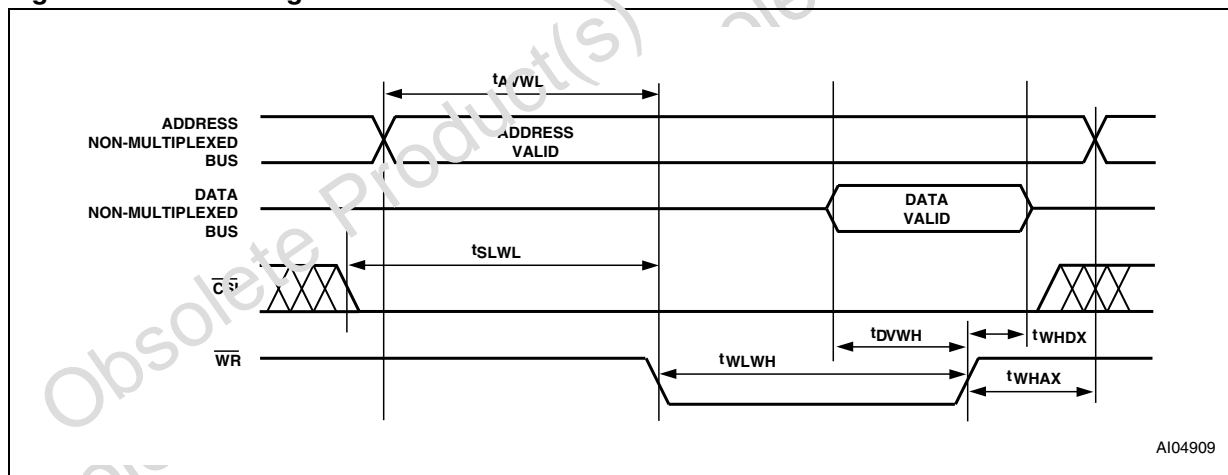 Obsolete Product(s)
tAVWL
ADDRESS
NON-MULTIPLEXED
BUS
ADDRESS
VALID
DATA
NON-MULTIPLEXED
BUS
DATA
VALID
tSLWL
CSI
tDVWH
tWHDX
WR
tWLWH
tWHAX
AI04909